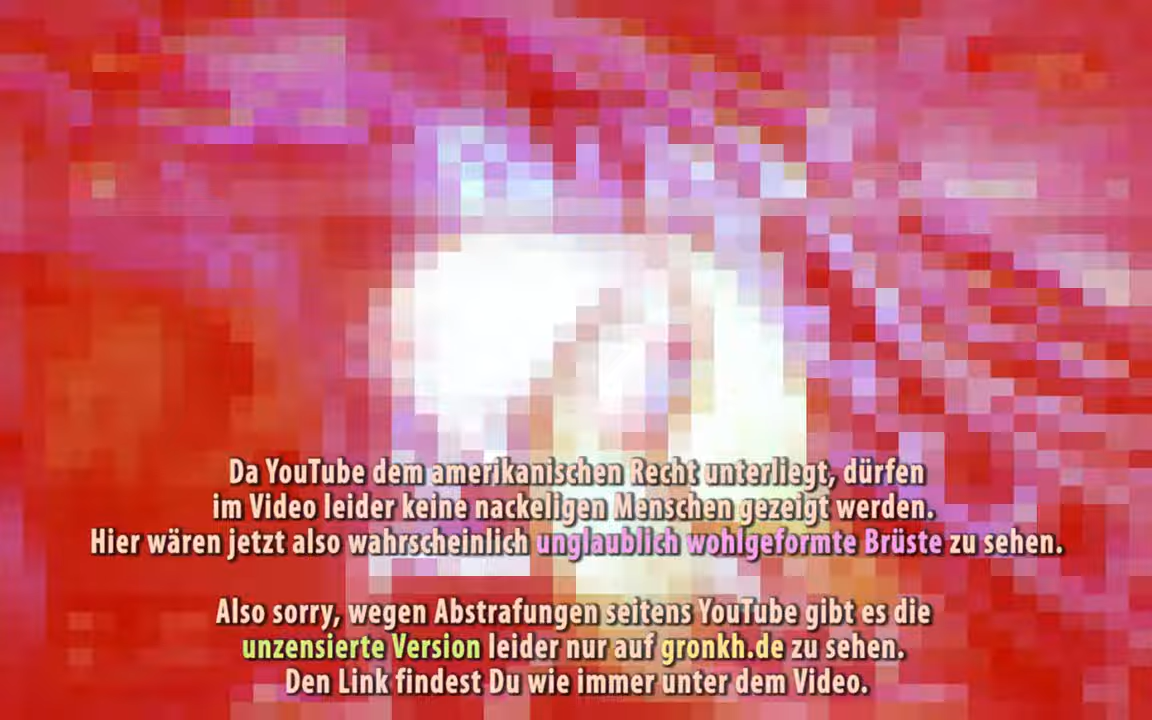 Da YouTube dem amerikanischen Recht unterliegt, dürfen
im Video leider keine nackeligen Menschen gezeigt werden.
Hier wären jetzt also wahrscheinlich unglaublich wohlgeformte Brüste zu sehen.
Also sorry, wegen Abstrafungen seitens YouTube gibt es die
unzensierte Version leider nur auf gronkh.de zu sehen.
Den Link findest Du wie immer unter dem Video.